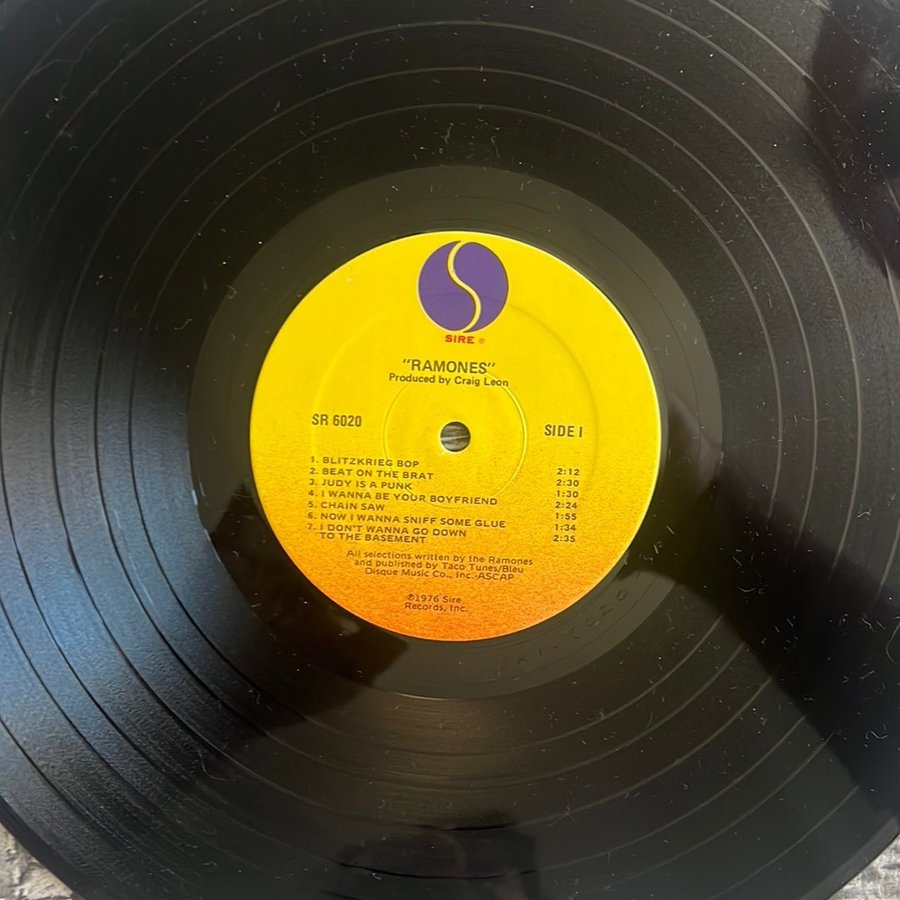 SIRE ®
"RAMONES"
Produced by Craig Leon
SR 6020
SIDE I
1. BLITZKRIEG BOP 2:12
2. BEAT ON THE BRAT 2:30
3. JUDY IS A PUNK 1:30
4. I WANNA BE YOUR BOYFRIEND 2:24
5. CHAIN SAW 1:55
6. NOW I WANNA SNIFF SOME GLUE 1:34
7. I DON'T WANNA GO DOWN
TO THE BASEMENT 2:35
All selections written by the Ramones
and published by Taco Tunes/Bleu
Disque Music Co., Inc.-ASCAP
℗1976 Sire
Records, Inc.